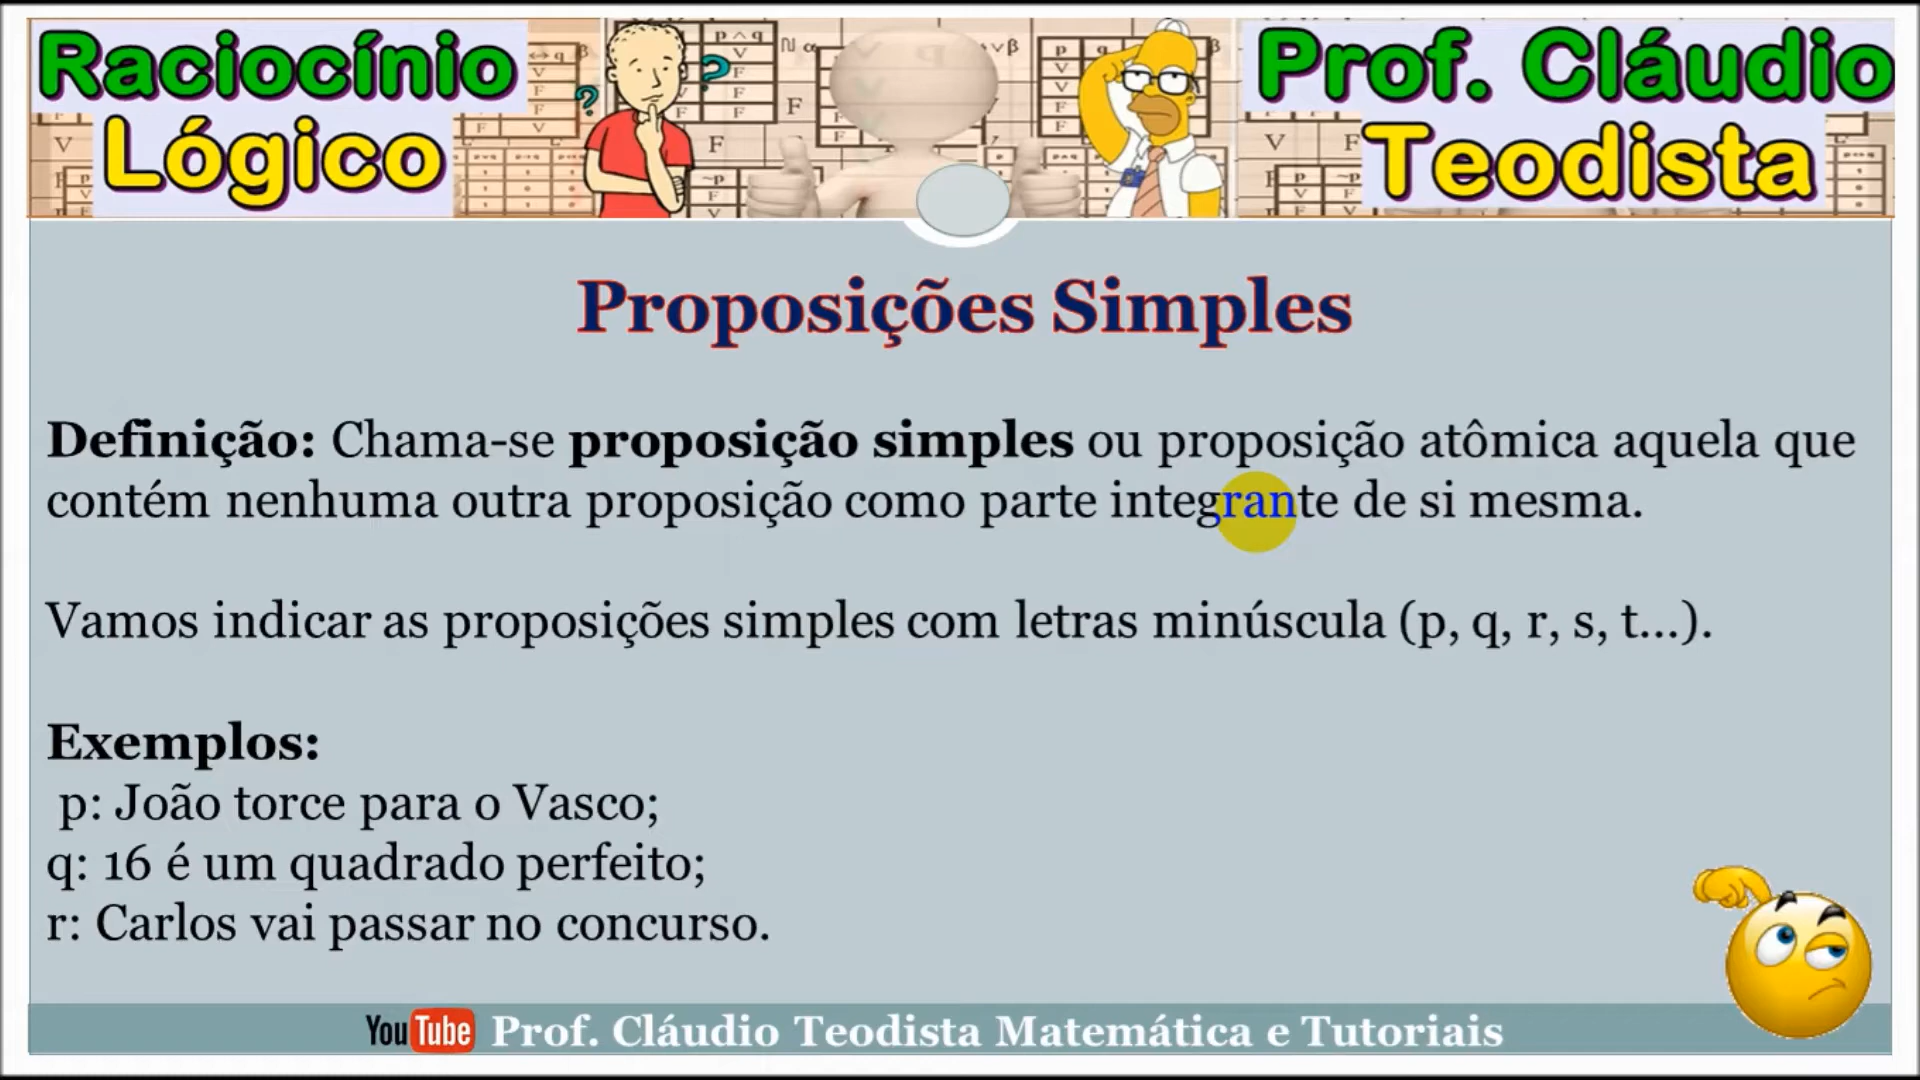 Raciocínio
Lógico
Prof. Cláudio
Teodista
Proposições Simples
Definição: Chama-se proposição simples ou proposição atômica aquela que
contém nenhuma outra proposição como parte integrante de si mesma.
Vamos indicar as proposições simples com letras minúscula (p, q, r, s, t...).
Exemplos:
p: João torce para o Vasco;
q: 16 é um quadrado perfeito;
r: Carlos vai passar no concurso.
YouTube Prof. Cláudio Teodista Matemática e Tutoriais